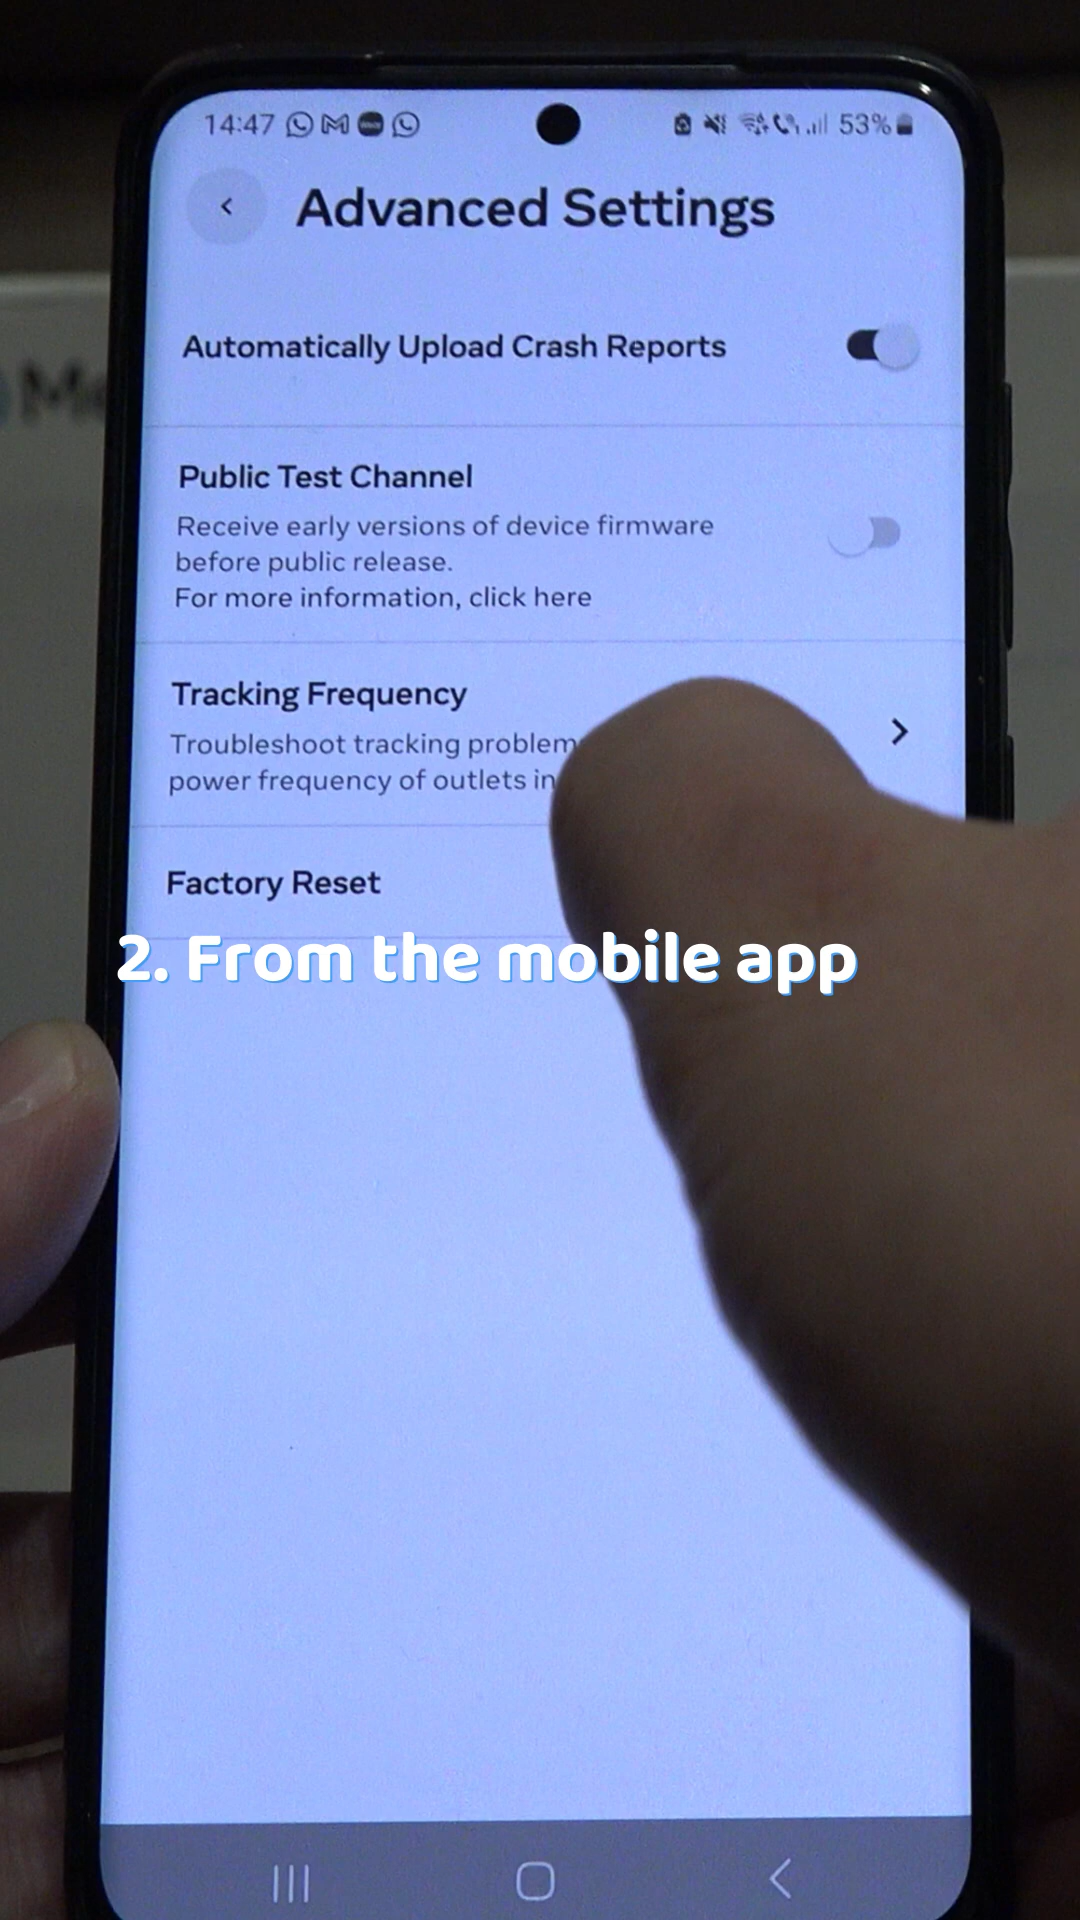 14:47
53%
Advanced Settings
Automatically Upload Crash Reports
Public Test Channel
Receive early versions of device firmware
before public release.
For more information, click here
Tracking Frequency
Troubleshoot tracking problem
power frequency of outlets in
Factory Reset
2. From the mobile app